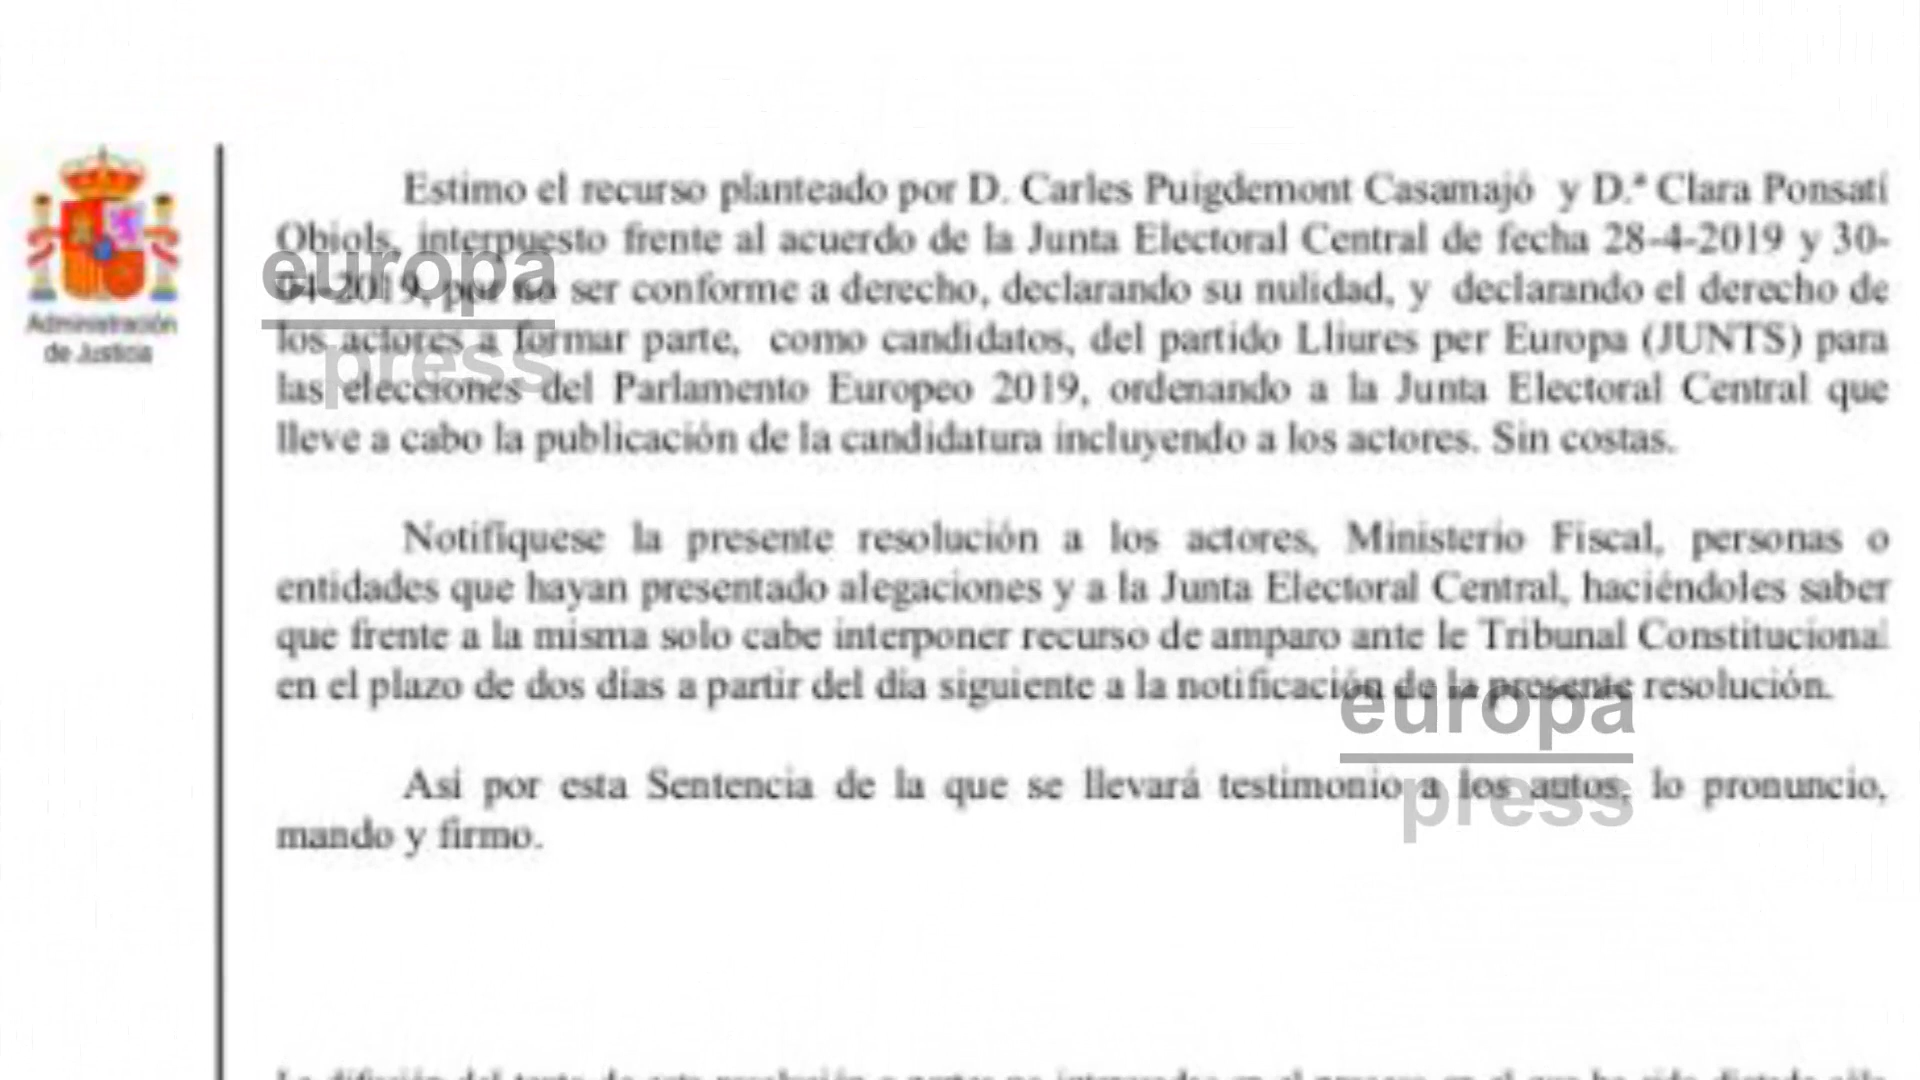 Administración
de Justicia
Estimo el recurso planteado por D. Carles Puigdemont Casamajó y D.ª Clara Ponsatí
Obiols, interpuesto frente al acuerdo de la Junta Electoral Central de fecha 28-4-2019 y 30-
04-2019, por no ser conforme a derecho, declarando su nulidad, y declarando el derecho de
los actores a formar parte, como candidatos, del partido Lliures per Europa (JUNTS) para
las elecciones del Parlamento Europeo 2019, ordenando a la Junta Electoral Central que
lleve a cabo la publicación de la candidatura incluyendo a los actores. Sin costas.
Notifíquese la presente resolución a los actores, Ministerio Fiscal, personas o
entidades que hayan presentado alegaciones y a la Junta Electoral Central, haciéndoles saber
que frente a la misma solo cabe interponer recurso de amparo ante le Tribunal Constitucional
en el plazo de dos días a partir del día siguiente a la notificación de la presente resolución.
Así por esta Sentencia de la que se llevará testimonio a los autos, lo pronuncio,
mando y firmo.
europa
press
europa
press